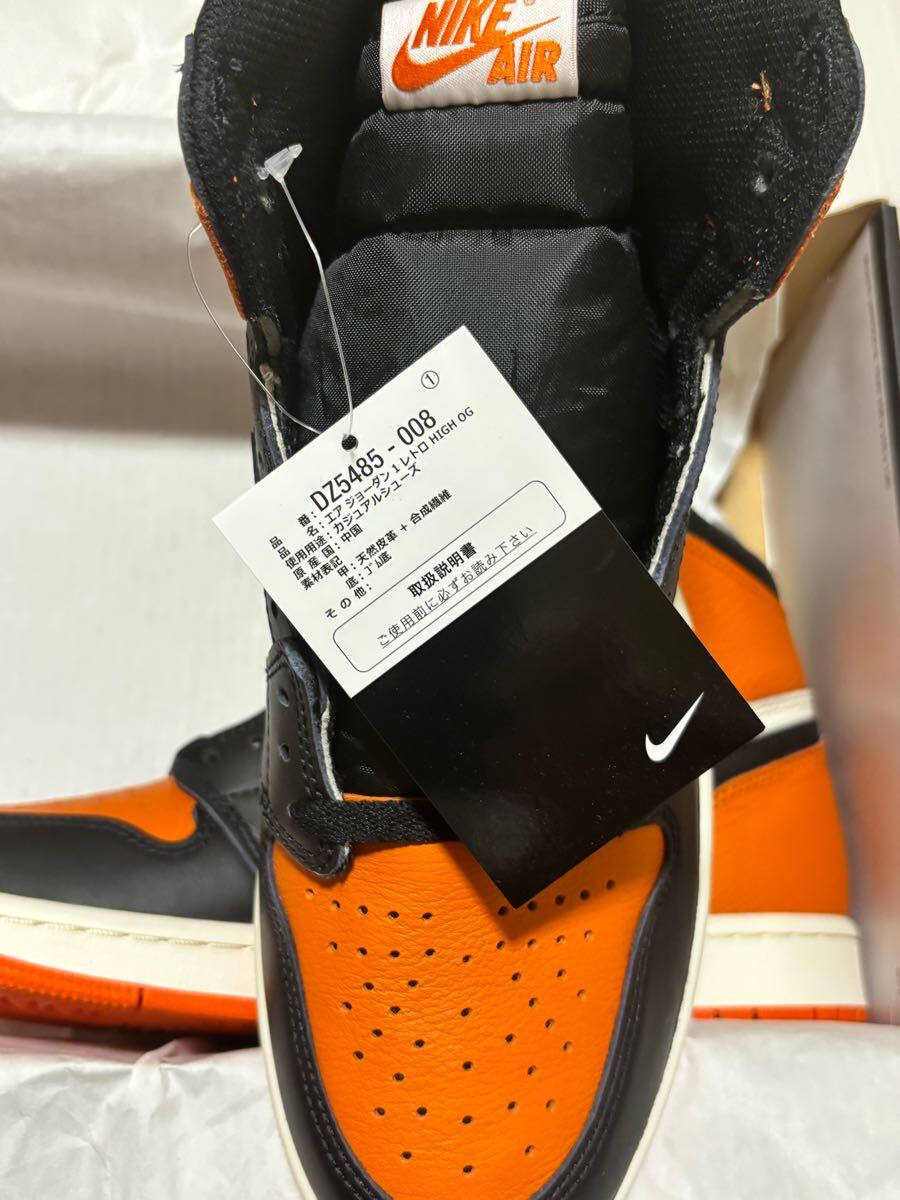 NIKE
AIR
①
品 番: DZ5485 - 008
品 名: エア ジョーダン 1 レトロ HIGH OG
使用用途: カジュアルシューズ
原 産 国: 中国
素材表記 甲: 天然皮革 + 合成繊維
底: ｺﾞﾑ底
そ の 他:
取扱説明書
ご使用前に必ずお読み下さい